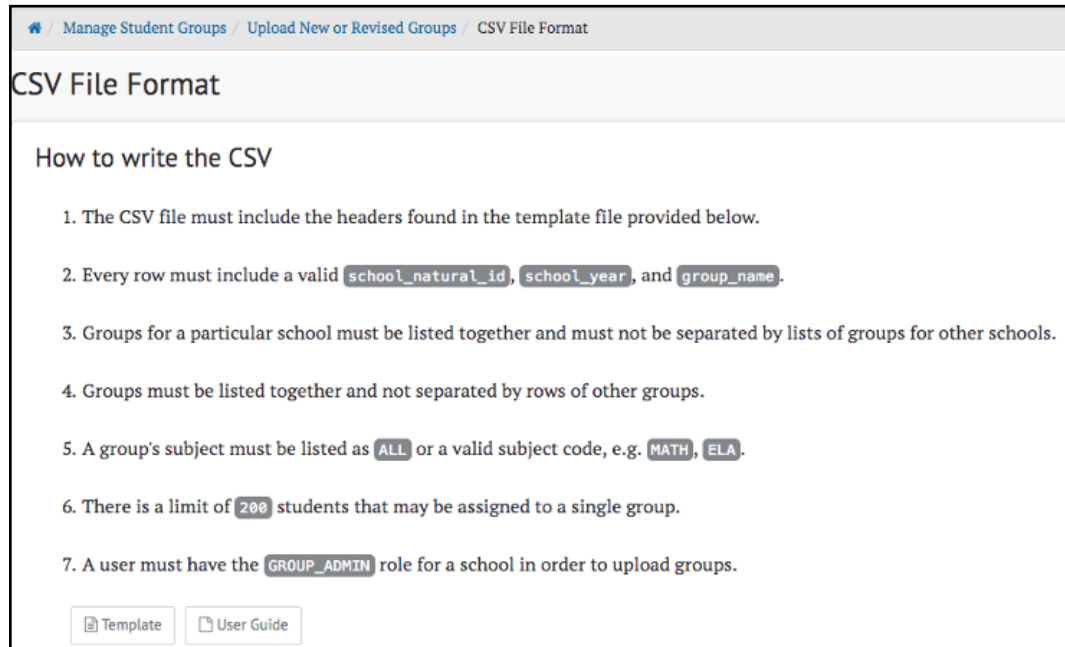 / Manage Student Groups / Upload New or Revised Groups / CSV File Format
CSV File Format
How to write the CSV
1. The CSV file must include the headers found in the template file provided below.
2. Every row must include a valid school_natural_id, school_year, and group_name.
3. Groups for a particular school must be listed together and must not be separated by lists of groups for other schools.
4. Groups must be listed together and not separated by rows of other groups.
5. A group's subject must be listed as ALL or a valid subject code, e.g. MATH, ELA.
6. There is a limit of 200 students that may be assigned to a single group.
7. A user must have the GROUP_ADMIN role for a school in order to upload groups.
Template User Guide